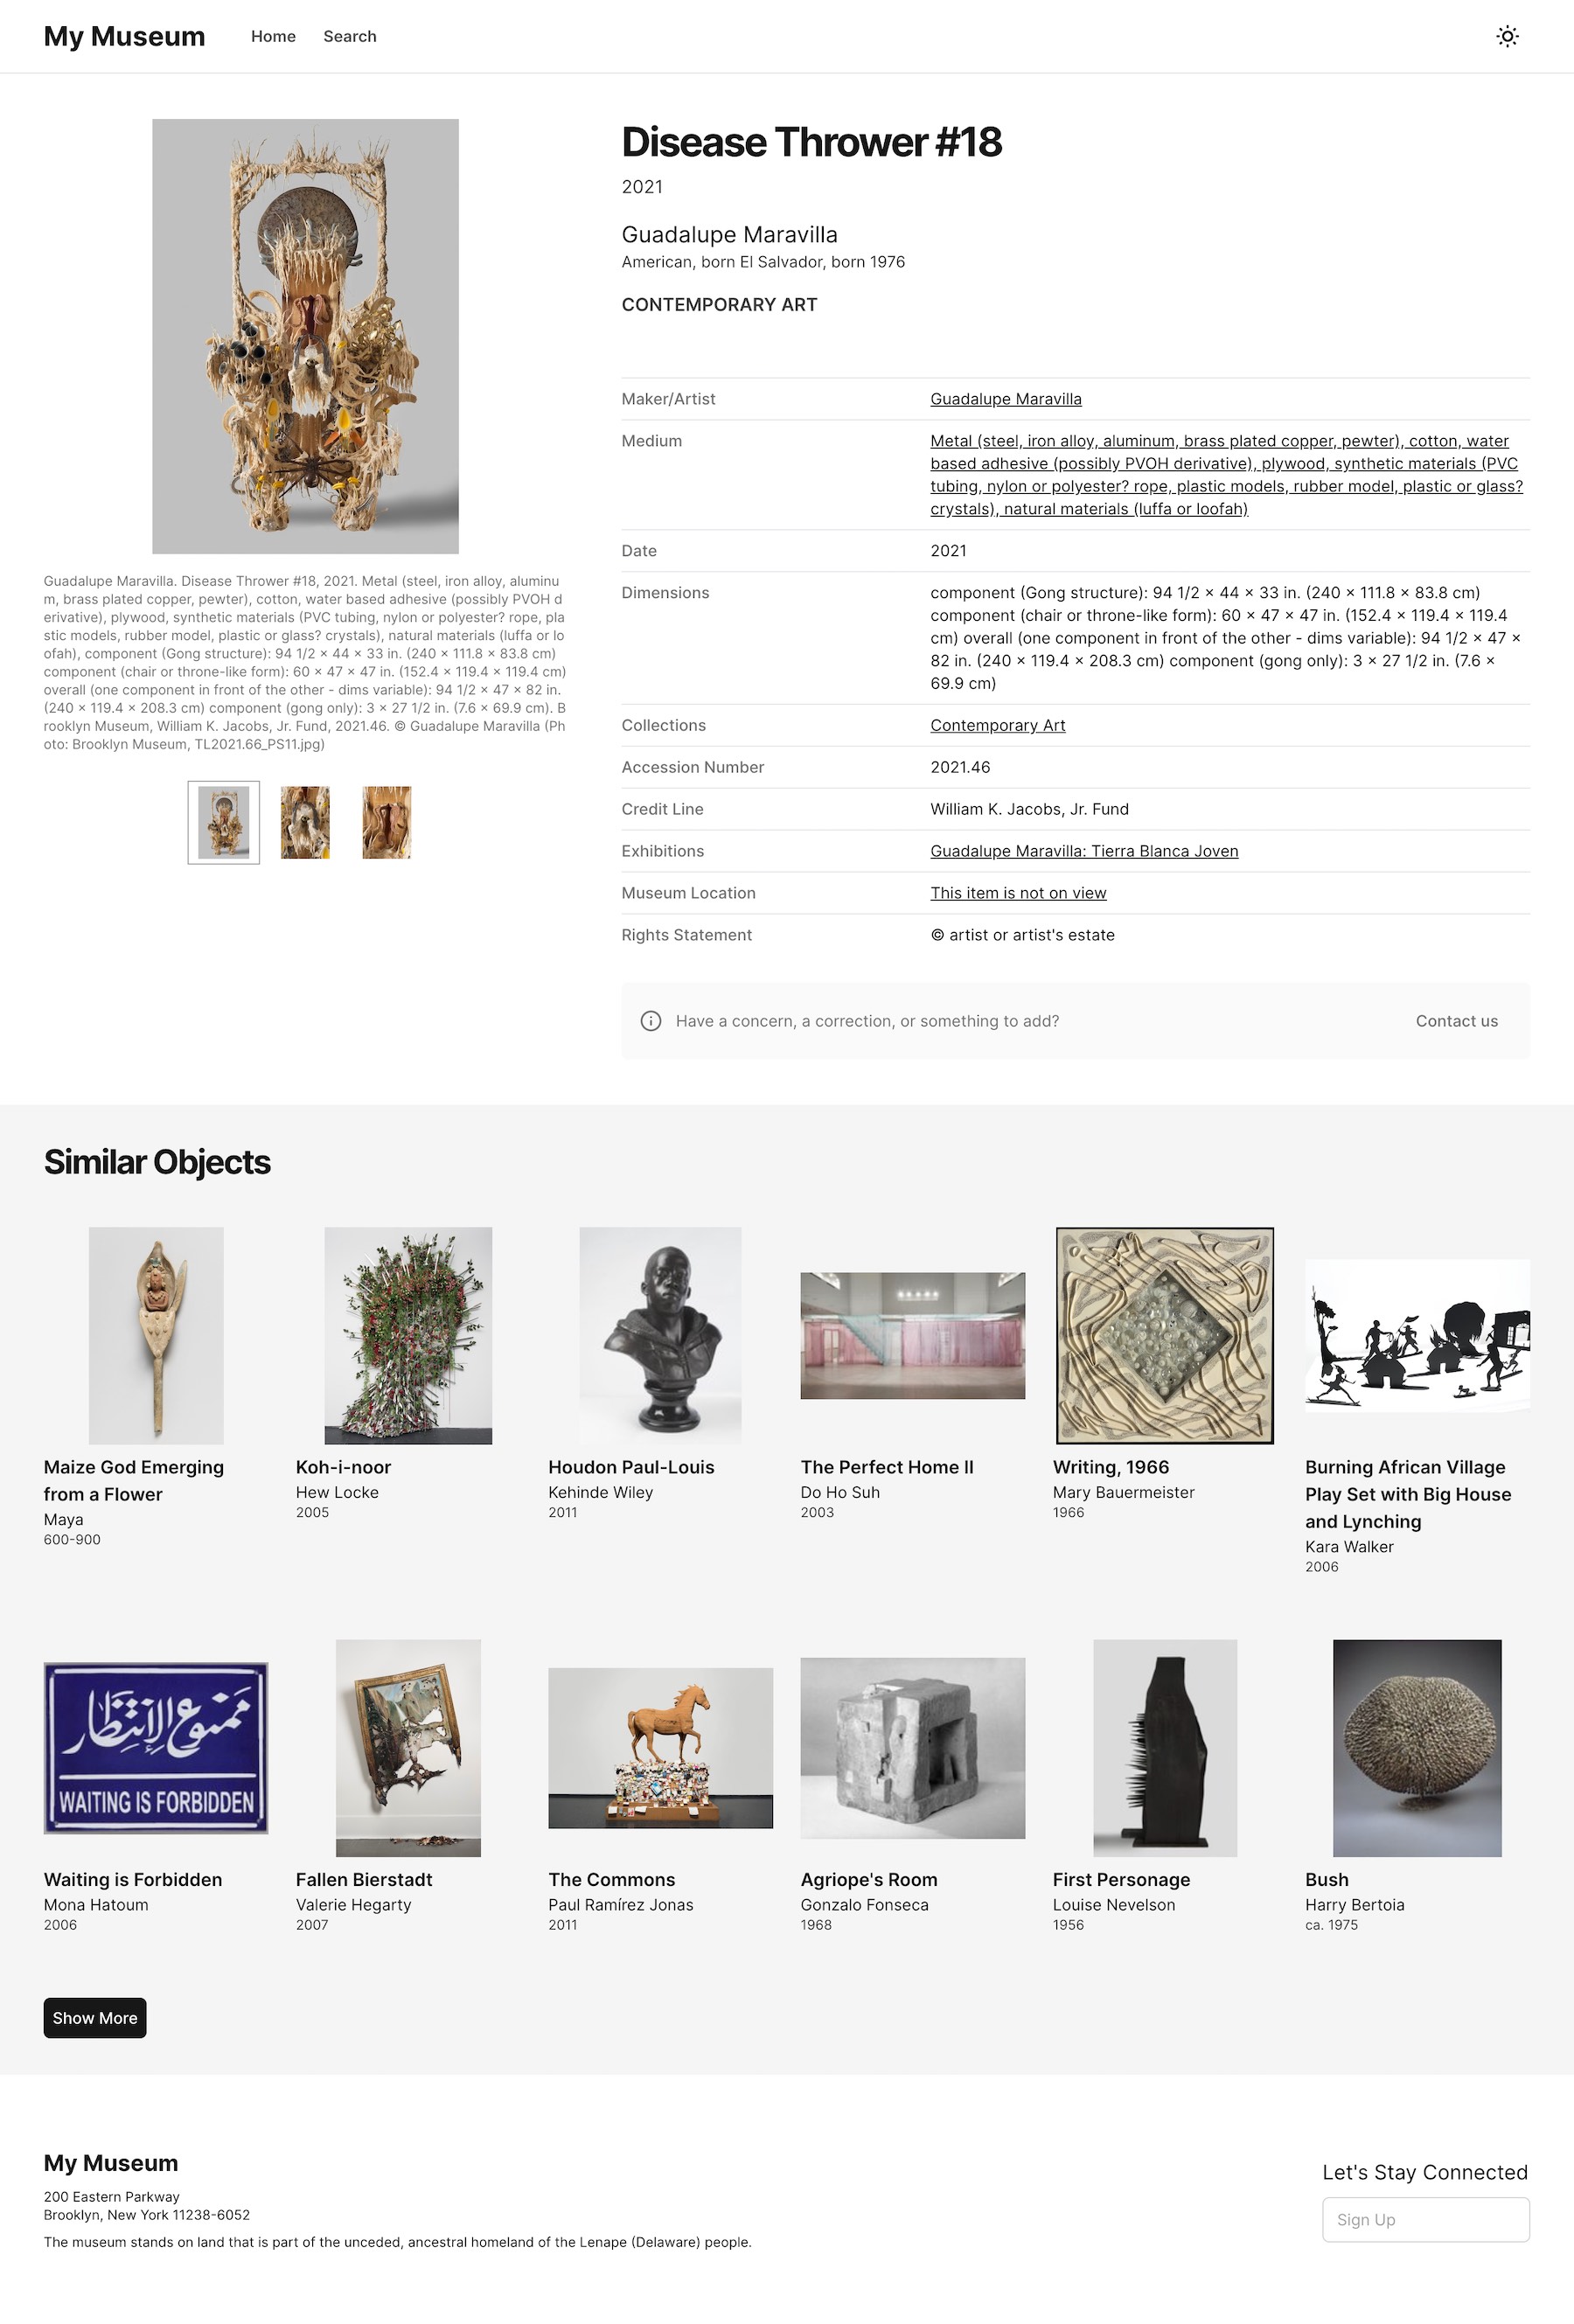 My Museum
Home
Search
Disease Thrower #18
2021
Guadalupe Maravilla
American, born El Salvador, born 1976
CONTEMPORARY ART
Maker/Artist
Guadalupe Maravilla
Medium
Metal (steel, iron alloy, aluminum, brass plated copper, pewter), cotton, water
based adhesive (possibly PVOH derivative), plywood, synthetic materials (PVC
tubing, nylon or polyester? rope, plastic models, rubber model, plastic or glass?
crystals), natural materials (luffa or loofah)
Date
2021
Dimensions
component (Gong structure): 94 1/2 × 44 × 33 in. (240 × 111.8 × 83.8 cm)
component (chair or throne-like form): 60 × 47 × 47 in. (152.4 × 119.4 × 119.4
cm) overall (one component in front of the other - dims variable): 94 1/2 × 47 ×
82 in. (240 × 119.4 × 208.3 cm) component (gong only): 3 × 27 1/2 in. (7.6 ×
69.9 cm)
Collections
Contemporary Art
Accession Number
2021.46
Credit Line
William K. Jacobs, Jr. Fund
Exhibitions
Guadalupe Maravilla: Tierra Blanca Joven
Museum Location
This item is not on view
Rights Statement
© artist or artist's estate
Have a concern, a correction, or something to add?
Contact us
Guadalupe Maravilla. Disease Thrower #18, 2021. Metal (steel, iron alloy, aluminu
m, brass plated copper, pewter), cotton, water based adhesive (possibly PVOH d
erivative), plywood, synthetic materials (PVC tubing, nylon or polyester? rope, pla
stic models, rubber model, plastic or glass? crystals), natural materials (luffa or lo
ofah), component (Gong structure): 94 1/2 × 44 × 33 in. (240 × 111.8 × 83.8 cm)
component (chair or throne-like form): 60 × 47 × 47 in. (152.4 × 119.4 × 119.4 cm)
overall (one component in front of the other - dims variable): 94 1/2 × 47 × 82 in.
(240 × 119.4 × 208.3 cm) component (gong only): 3 × 27 1/2 in. (7.6 × 69.9 cm). B
rooklyn Museum, William K. Jacobs, Jr. Fund, 2021.46. © Guadalupe Maravilla (Ph
oto: Brooklyn Museum, TL2021.66_PS11.jpg)
Similar Objects
Maize God Emerging
from a Flower
Maya
600-900
Koh-i-noor
Hew Locke
2005
Houdon Paul-Louis
Kehinde Wiley
2011
The Perfect Home II
Do Ho Suh
2003
Writing, 1966
Mary Bauermeister
1966
Burning African Village
Play Set with Big House
and Lynching
Kara Walker
2006
ممنوع الإنتظار
WAITING IS FORBIDDEN
Waiting is Forbidden
Mona Hatoum
2006
Fallen Bierstadt
Valerie Hegarty
2007
The Commons
Paul Ramírez Jonas
2011
Agriope's Room
Gonzalo Fonseca
1968
First Personage
Louise Nevelson
1956
Bush
Harry Bertoia
ca. 1975
Show More
My Museum
200 Eastern Parkway
Brooklyn, New York 11238-6052
The museum stands on land that is part of the unceded, ancestral homeland of the Lenape (Delaware) people.
Let's Stay Connected
Sign Up